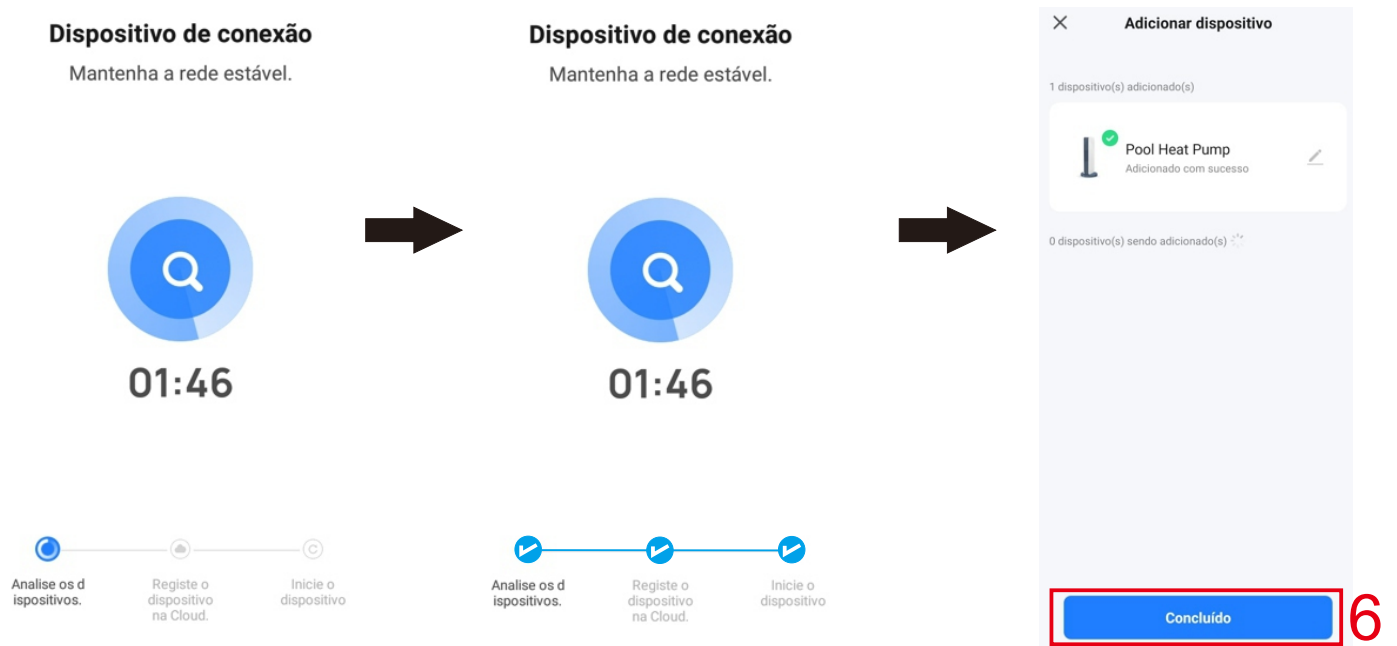 Dispositivo de conexão
Mantenha a rede estável.
01:46
Analise os d
ispositivos.
Registe o
dispositivo
na Cloud.
Inicie o
dispositivo
Dispositivo de conexão
Mantenha a rede estável.
01:46
Analise os d
ispositivos.
Registe o
dispositivo
na Cloud.
Inicie o
dispositivo
Adicionar dispositivo
1 dispositivo(s) adicionado(s)
Pool Heat Pump
Adicionado com sucesso
0 dispositivo(s) sendo adicionado(s)
Concluído
6